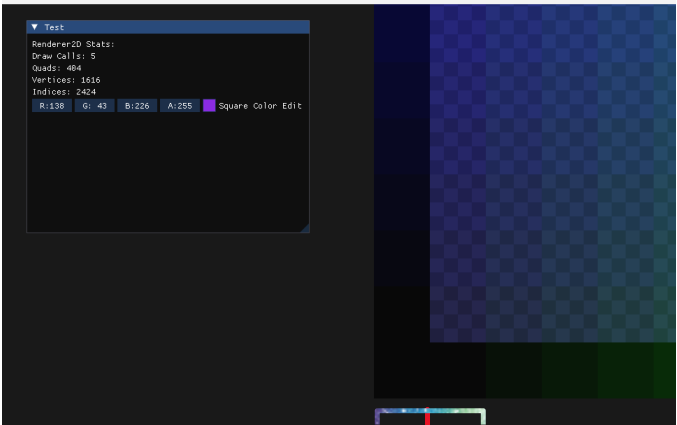 ▼ Test
Renderer2D Stats:
Draw Calls: 5
Quads: 404
Vertices: 1616
Indices: 2424
R:138 G: 43 B:226 A:255 Square Color Edit